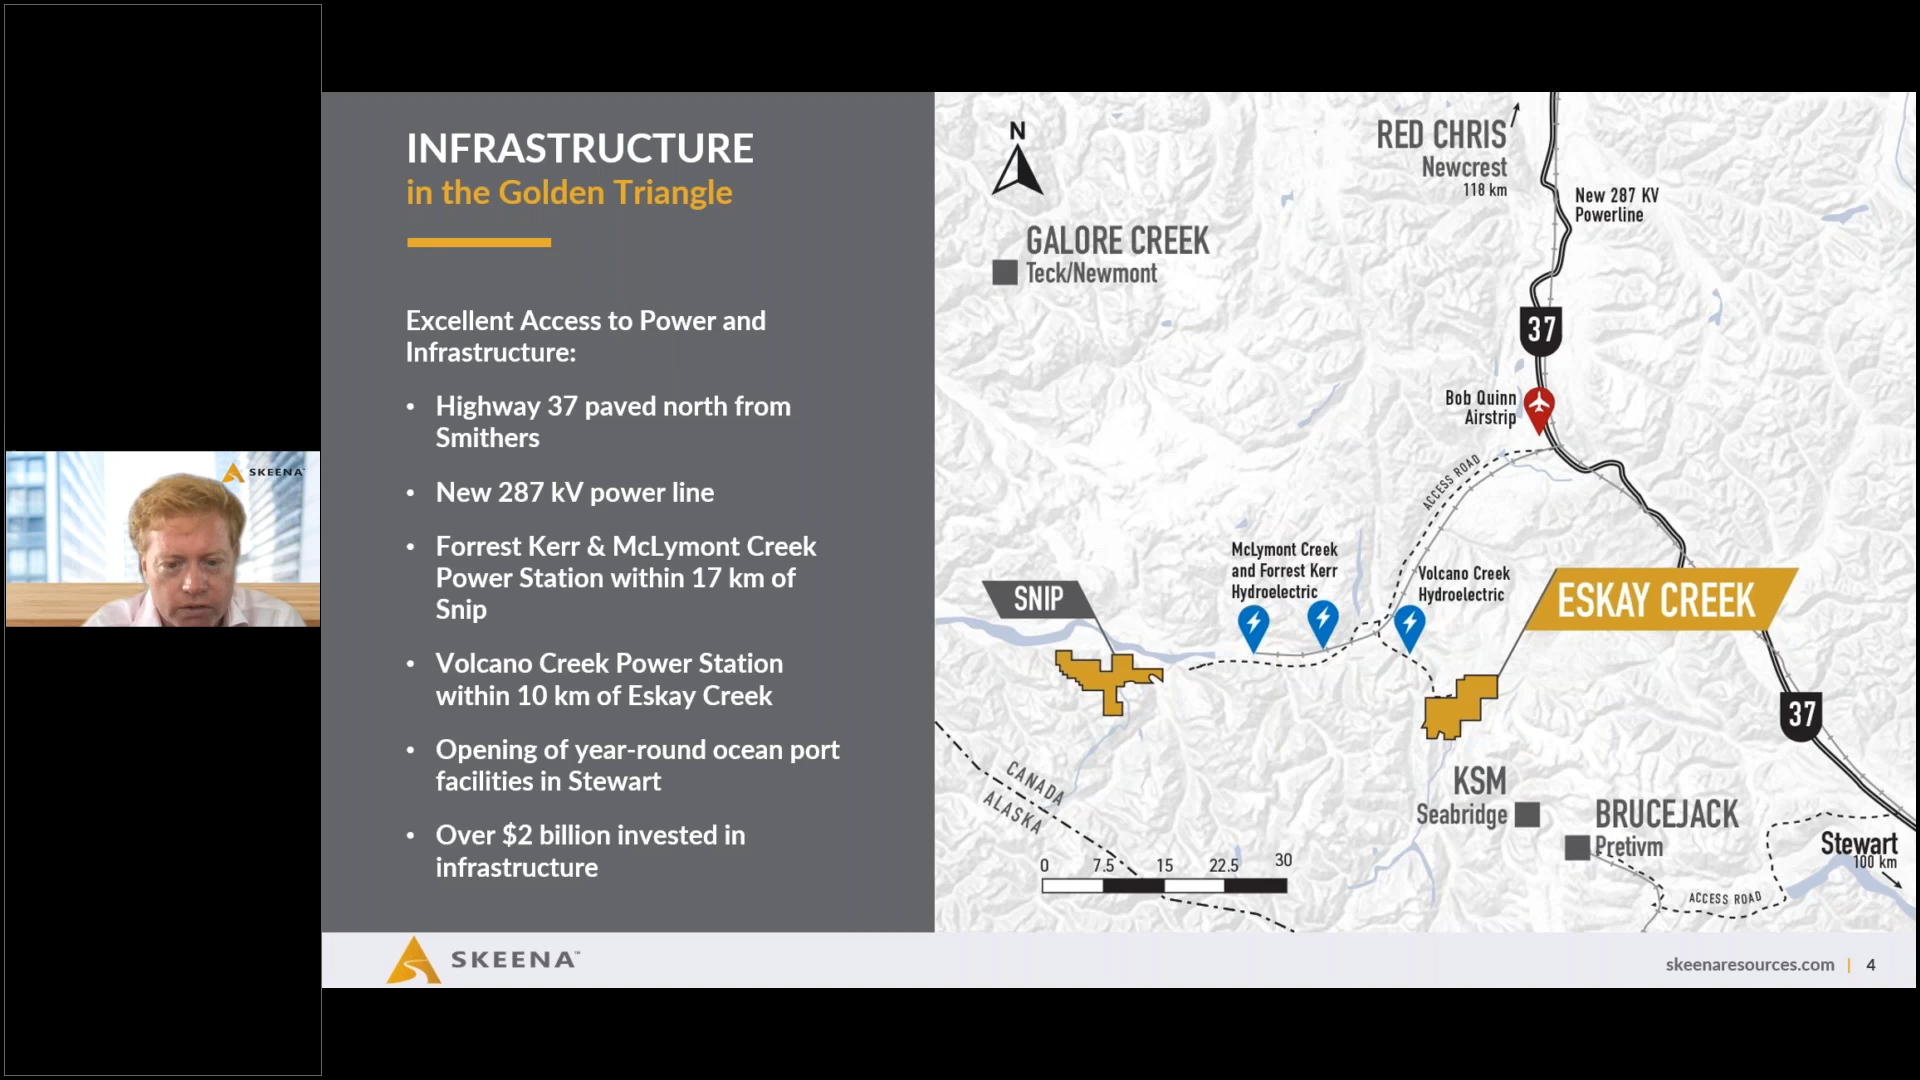 SKEENA
INFRASTRUCTURE
in the Golden Triangle
Excellent Access to Power and
Infrastructure:
• Highway 37 paved north from
Smithers
• New 287 kV power line
• Forrest Kerr & McLymont Creek
Power Station within 17 km of
Snip
• Volcano Creek Power Station
within 10 km of Eskay Creek
• Opening of year-round ocean port
facilities in Stewart
• Over $2 billion invested in
infrastructure
N
RED CHRIS
Newcrest
118 km
New 287 KV
Powerline
GALORE CREEK
Teck/Newmont
37
Bob Quinn
Airstrip
ACCESS ROAD
McLymont Creek
and Forrest Kerr
Hydroelectric
Volcano Creek
Hydroelectric
SNIP
ESKAY CREEK
37
CANADA
ALASKA
KSM
Seabridge
BRUCEJACK
Pretivm
Stewart
100 km
ACCESS ROAD
0 7.5 15 22.5 30
SKEENA™
skeenaresources.com | 4